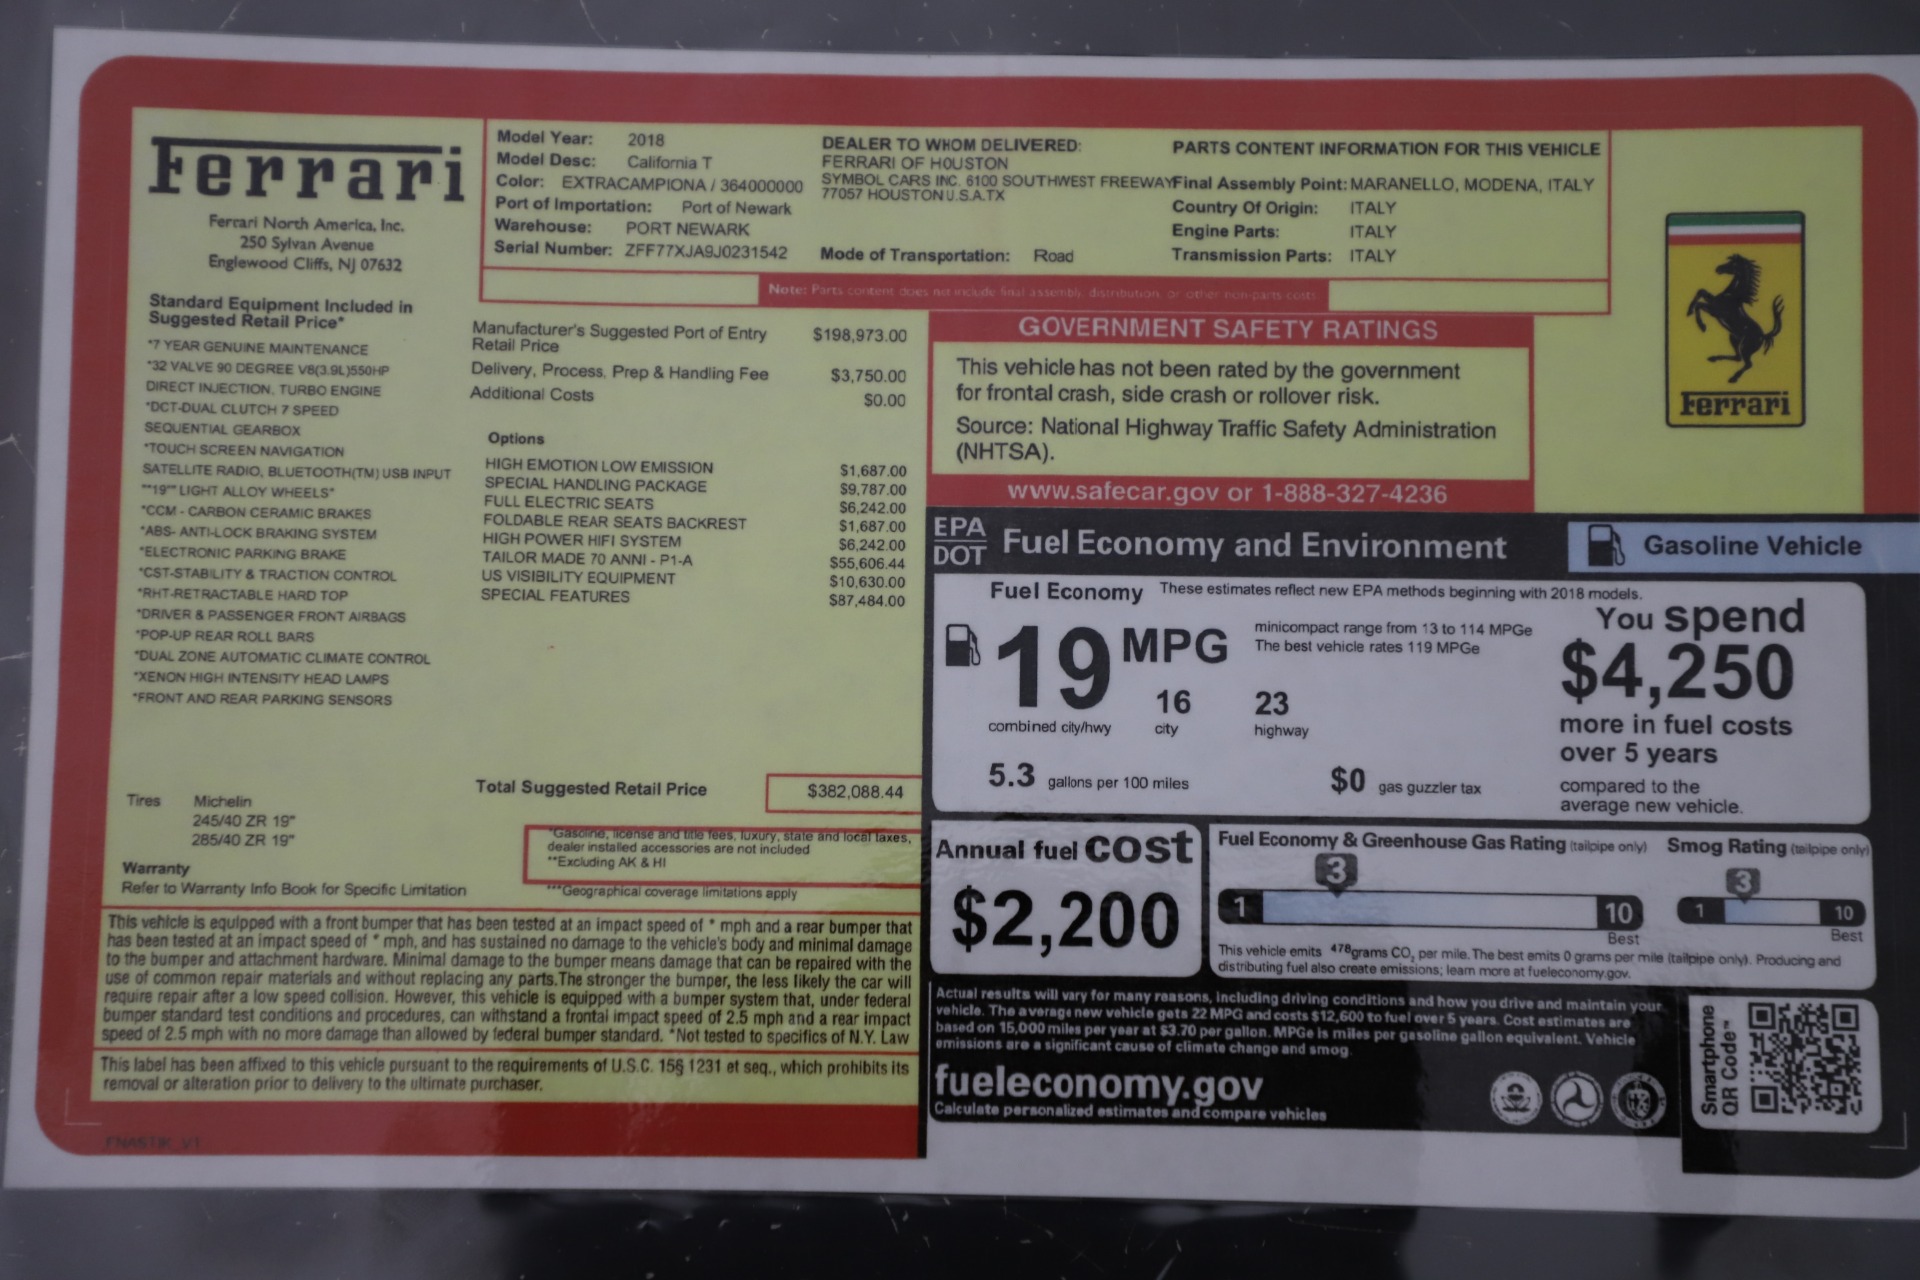 Ferrari
Ferrari North America, Inc.
250 Sylvan Avenue
Englewood Cliffs, NJ 07632
Model Year: 2018
Model Desc: California T
Color: EXTRACAMPIONA / 364000000
Port of Importation: Port of Newark
Warehouse: PORT NEWARK
Serial Number: ZFF77XJA9J0231542
DEALER TO WHOM DELIVERED:
FERRARI OF HOUSTON
SYMBOL CARS INC. 6100 SOUTHWEST FREEWAY
77057 HOUSTON U.S.A.TX
Mode of Transportation: Road
PARTS CONTENT INFORMATION FOR THIS VEHICLE
Final Assembly Point: MARANELLO, MODENA, ITALY
Country Of Origin: ITALY
Engine Parts: ITALY
Transmission Parts: ITALY
Note: Parts content does not include final assembly, distribution, or other non-parts costs.
Ferrari
Standard Equipment Included in
Suggested Retail Price*
*7 YEAR GENUINE MAINTENANCE
*32 VALVE 90 DEGREE V8(3.9L)550HP
DIRECT INJECTION, TURBO ENGINE
*DCT-DUAL CLUTCH 7 SPEED
SEQUENTIAL GEARBOX
*TOUCH SCREEN NAVIGATION
SATELLITE RADIO, BLUETOOTH(TM) USB INPUT
*"19"" LIGHT ALLOY WHEELS"
*CCM - CARBON CERAMIC BRAKES
*ABS- ANTI-LOCK BRAKING SYSTEM
*ELECTRONIC PARKING BRAKE
*CST-STABILITY & TRACTION CONTROL
*RHT-RETRACTABLE HARD TOP
*DRIVER & PASSENGER FRONT AIRBAGS
*POP-UP REAR ROLL BARS
*DUAL ZONE AUTOMATIC CLIMATE CONTROL
*XENON HIGH INTENSITY HEAD LAMPS
*FRONT AND REAR PARKING SENSORS
Tires Michelin
245/40 ZR 19"
285/40 ZR 19"
Warranty
Refer to Warranty Info Book for Specific Limitation
Manufacturer's Suggested Port of Entry $198,973.00
Retail Price
Delivery, Process, Prep & Handling Fee $3,750.00
Additional Costs $0.00
Options
HIGH EMOTION LOW EMISSION $1,687.00
SPECIAL HANDLING PACKAGE $9,787.00
FULL ELECTRIC SEATS $6,242.00
FOLDABLE REAR SEATS BACKREST $1,687.00
HIGH POWER HIFI SYSTEM $6,242.00
TAILOR MADE 70 ANNI - P1-A $55,606.44
US VISIBILITY EQUIPMENT $10,630.00
SPECIAL FEATURES $87,484.00
Total Suggested Retail Price $382,088.44
*Gasoline, license and title fees, luxury, state and local taxes,
dealer installed accessories are not included
**Excluding AK & HI
***Geographical coverage limitations apply
This vehicle is equipped with a front bumper that has been tested at an impact speed of * mph and a rear bumper that
has been tested at an impact speed of * mph, and has sustained no damage to the vehicle's body and minimal damage
to the bumper and attachment hardware. Minimal damage to the bumper means damage that can be repaired with the
use of common repair materials and without replacing any parts.The stronger the bumper, the less likely the car will
require repair after a low speed collision. However, this vehicle is equipped with a bumper system that, under federal
bumper standard test conditions and procedures, can withstand a frontal impact speed of 2.5 mph and a rear impact
speed of 2.5 mph with no more damage than allowed by federal bumper standard. *Not tested to specifics of N.Y. Law
This label has been affixed to this vehicle pursuant to the requirements of U.S.C. 15§ 1231 et seq., which prohibits its
removal or alteration prior to delivery to the ultimate purchaser.
FNASTIK_V1
GOVERNMENT SAFETY RATINGS
This vehicle has not been rated by the government
for frontal crash, side crash or rollover risk.
Source: National Highway Traffic Safety Administration
(NHTSA).
www.safecar.gov or 1-888-327-4236
EPA
DOT
Fuel Economy and Environment
Gasoline Vehicle
Fuel Economy
These estimates reflect new EPA methods beginning with 2018 models.
19 MPG
minicompact range from 13 to 114 MPGe
The best vehicle rates 119 MPGe
16 23
combined city/hwy city highway
5.3 gallons per 100 miles
$0 gas guzzler tax
You spend
$4,250
more in fuel costs
over 5 years
compared to the
average new vehicle.
Annual fuel cost
$2,200
Fuel Economy & Greenhouse Gas Rating (tailpipe only)
3
1 10
Best
Smog Rating (tailpipe only)
3
1 10
Best
This vehicle emits 478grams CO2 per mile. The best emits 0 grams per mile (tailpipe only). Producing and
distributing fuel also create emissions; learn more at fueleconomy.gov.
Actual results will vary for many reasons, including driving conditions and how you drive and maintain your
vehicle. The average new vehicle gets 22 MPG and costs $12,600 to fuel over 5 years. Cost estimates are
based on 15,000 miles per year at $3.70 per gallon. MPGe is miles per gasoline gallon equivalent. Vehicle
emissions are a significant cause of climate change and smog.
fueleconomy.gov
Calculate personalized estimates and compare vehicles
Smartphone
QR Code™